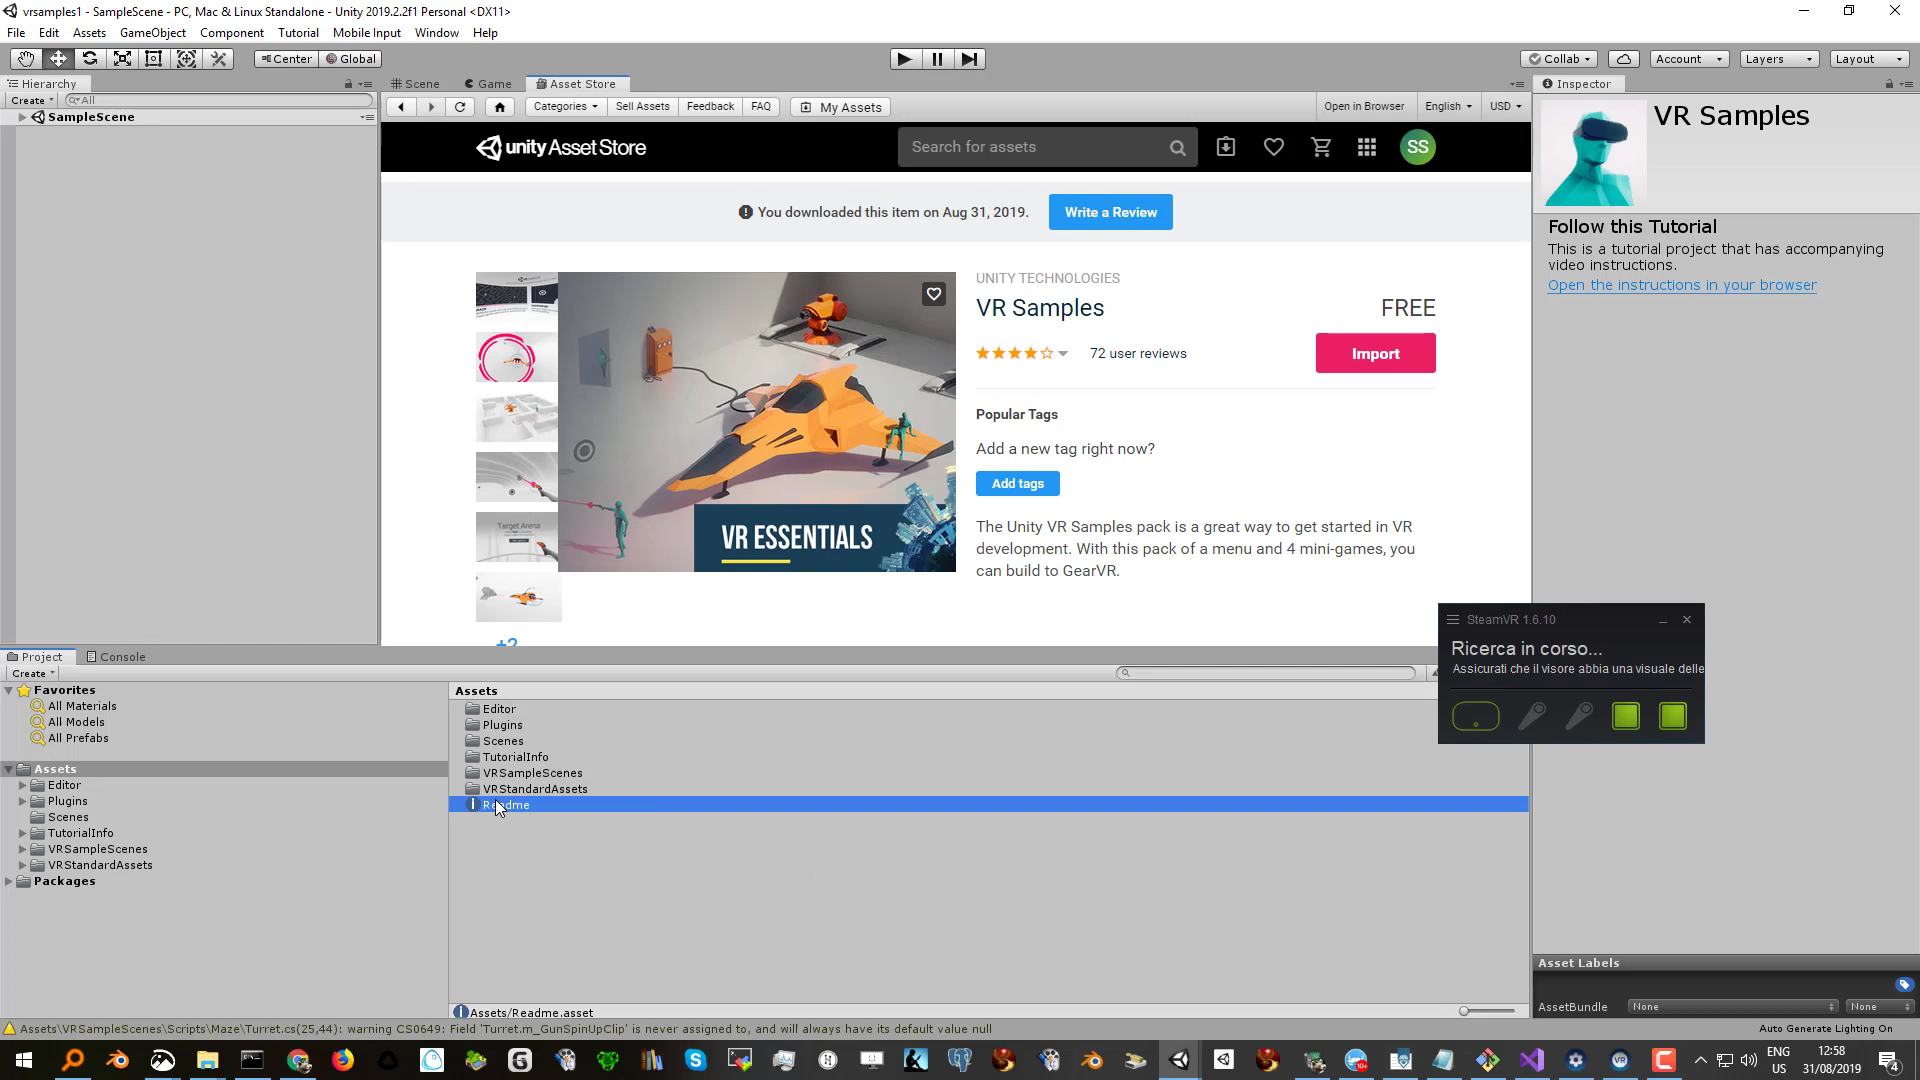 vrsamples1 - SampleScene - PC, Mac & Linux Standalone - Unity 2019.2.2f1 Personal <DX11>
File Edit Assets GameObject Component Tutorial Mobile Input Window Help
Center Global Collab Account Layers Layout
Hierarchy Scene Game Asset Store Inspector
Create All
SampleScene
Categories Sell Assets Feedback FAQ My Assets Open in Browser English USD
unity Asset Store Search for assets SS
You downloaded this item on Aug 31, 2019. Write a Review
UNITY TECHNOLOGIES
VR Samples FREE
72 user reviews Import
Popular Tags
Add a new tag right now?
Add tags
The Unity VR Samples pack is a great way to get started in VR
development. With this pack of a menu and 4 mini-games, you
can build to GearVR.
Target Arena
VR ESSENTIALS
+2
VR Samples
Follow this Tutorial
This is a tutorial project that has accompanying
video instructions.
Open the instructions in your browser
SteamVR 1.6.10
Ricerca in corso...
Assicurati che il visore abbia una visuale delle
Project Console
Create
Favorites
All Materials
All Models
All Prefabs
Assets
Editor
Plugins
Scenes
TutorialInfo
VRSampleScenes
VRStandardAssets
Packages
Assets
Editor
Plugins
Scenes
TutorialInfo
VRSampleScenes
VRStandardAssets
Readme
Assets/Readme.asset
Asset Labels
AssetBundle None None
Assets\VRSampleScenes\Scripts\Maze\Turret.cs(25,44): warning CS0649: Field 'Turret.m_GunSpinUpClip' is never assigned to, and will always have its default value null
Auto Generate Lighting On
ENG
US
12:58
31/08/2019
4
10+